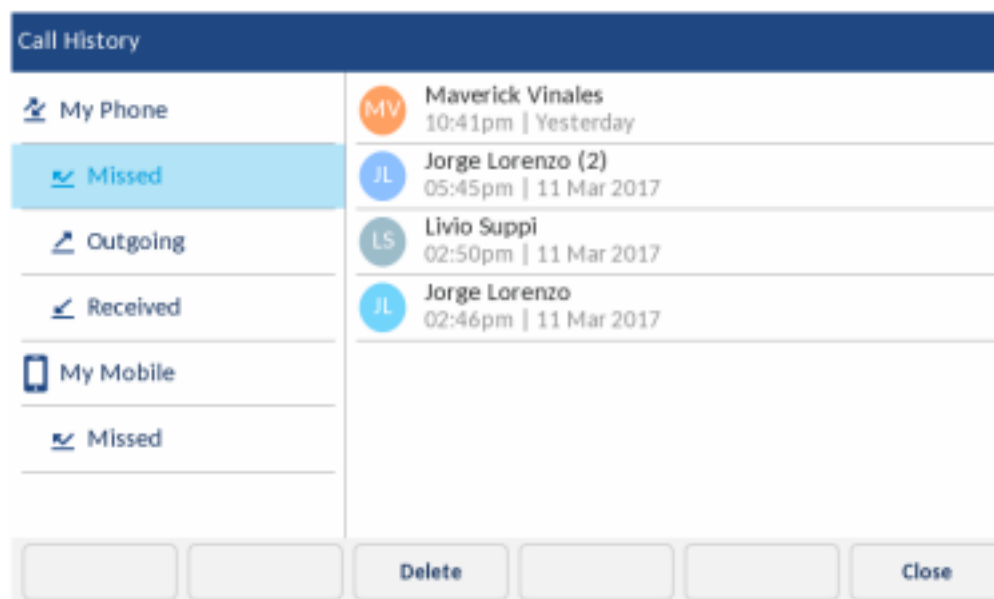 Call History
My Phone
Missed
Outgoing
Received
My Mobile
Missed
MV
Maverick Vinales
10:41pm | Yesterday
JL
Jorge Lorenzo (2)
05:45pm | 11 Mar 2017
LS
Livio Suppi
02:50pm | 11 Mar 2017
JL
Jorge Lorenzo
02:46pm | 11 Mar 2017
Delete
Close